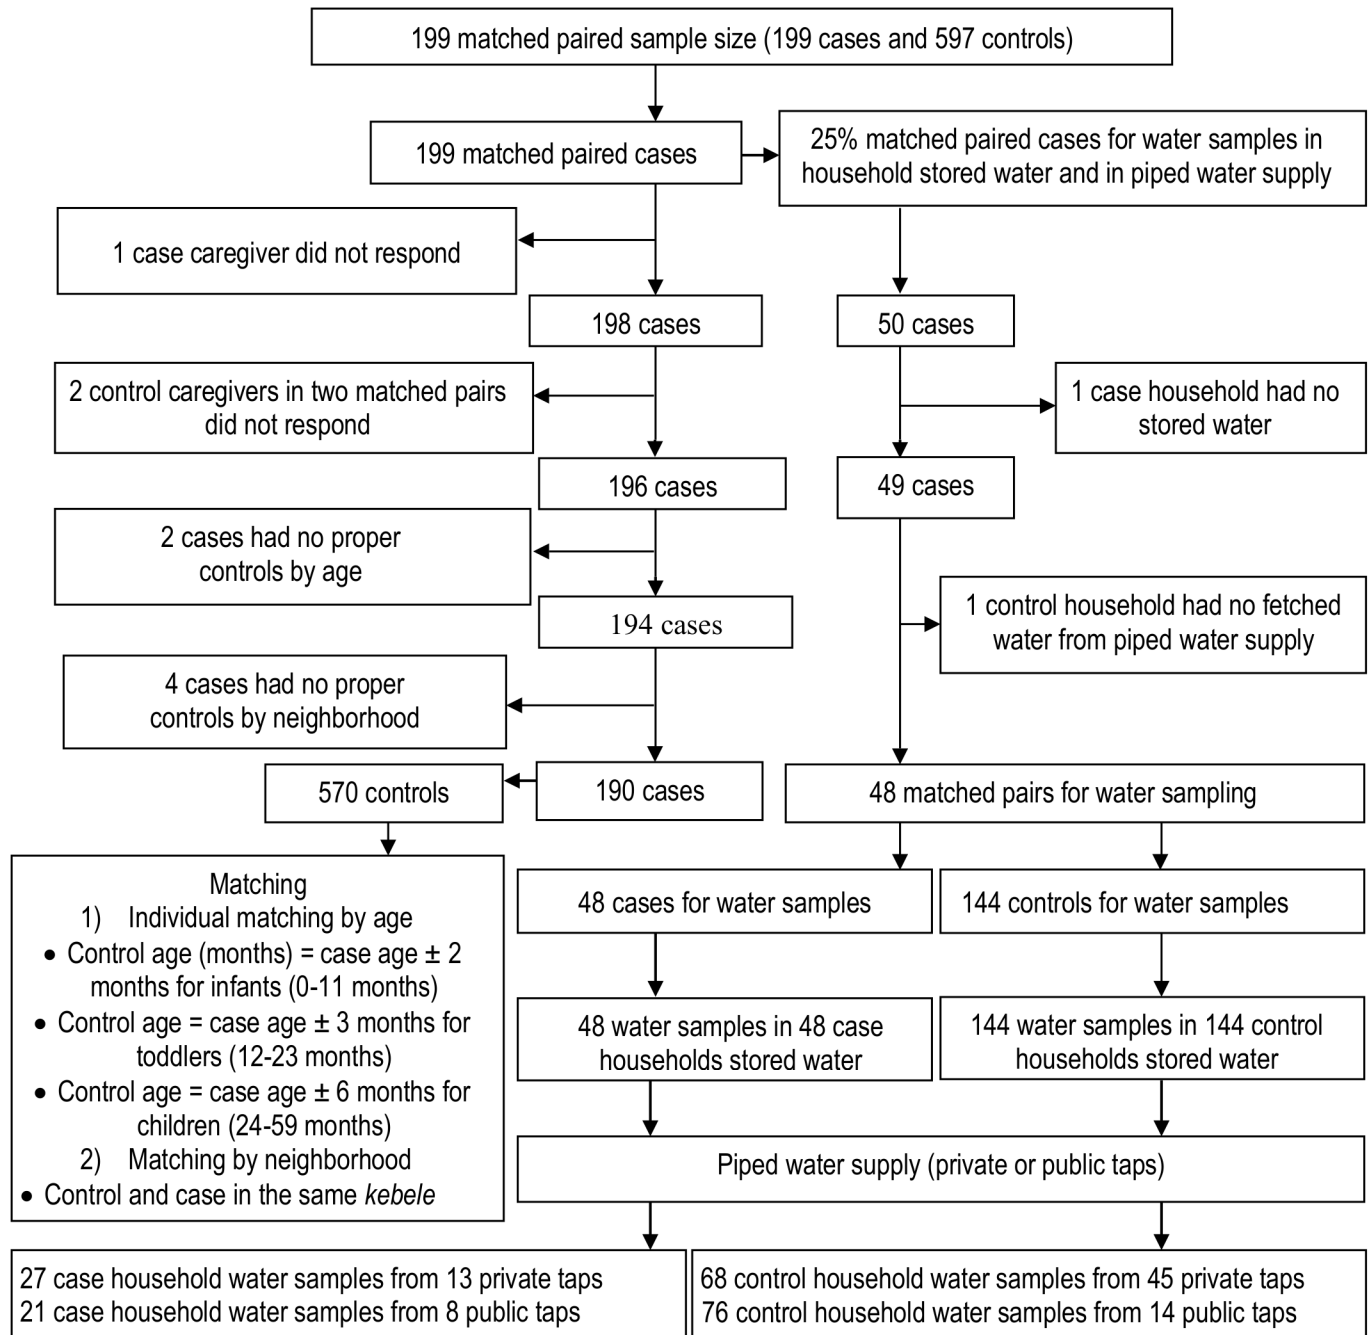 199 matched paired sample size (199 cases and 597 controls)
199 matched paired cases
25% matched paired cases for water samples in
household stored water and in piped water supply
1 case caregiver did not respond
198 cases
50 cases
2 control caregivers in two matched pairs
did not respond
1 case household had no
stored water
196 cases
49 cases
2 cases had no proper
controls by age
1 control household had no fetched
water from piped water supply
194 cases
4 cases had no proper
controls by neighborhood
570 controls
190 cases
48 matched pairs for water sampling
Matching
1) Individual matching by age
• Control age (months) = case age ± 2
months for infants (0-11 months)
• Control age = case age ± 3 months for
toddlers (12-23 months)
• Control age = case age ± 6 months for
children (24-59 months)
2) Matching by neighborhood
• Control and case in the same kebele
48 cases for water samples
144 controls for water samples
48 water samples in 48 case
households stored water
144 water samples in 144 control
households stored water
Piped water supply (private or public taps)
27 case household water samples from 13 private taps
21 case household water samples from 8 public taps
68 control household water samples from 45 private taps
76 control household water samples from 14 public taps